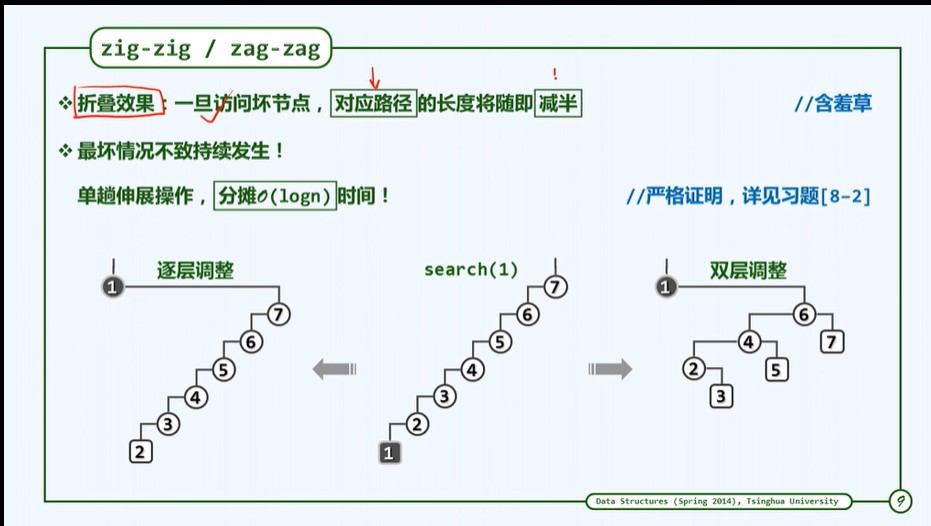 zig-zig / zag-zag
❖折叠效果：一旦访问坏节点，对应路径的长度将随即减半 //含羞草
❖最坏情况不致持续发生！
单趟伸展操作，分摊O(logn)时间！ //严格证明，详见习题[8-2]
逐层调整 search(1) 双层调整
1 7 6 5 4 3 2
7 6 5 4 3 2 1
1 6 4 7 2 5 3
Data Structures (Spring 2014), Tsinghua University 9